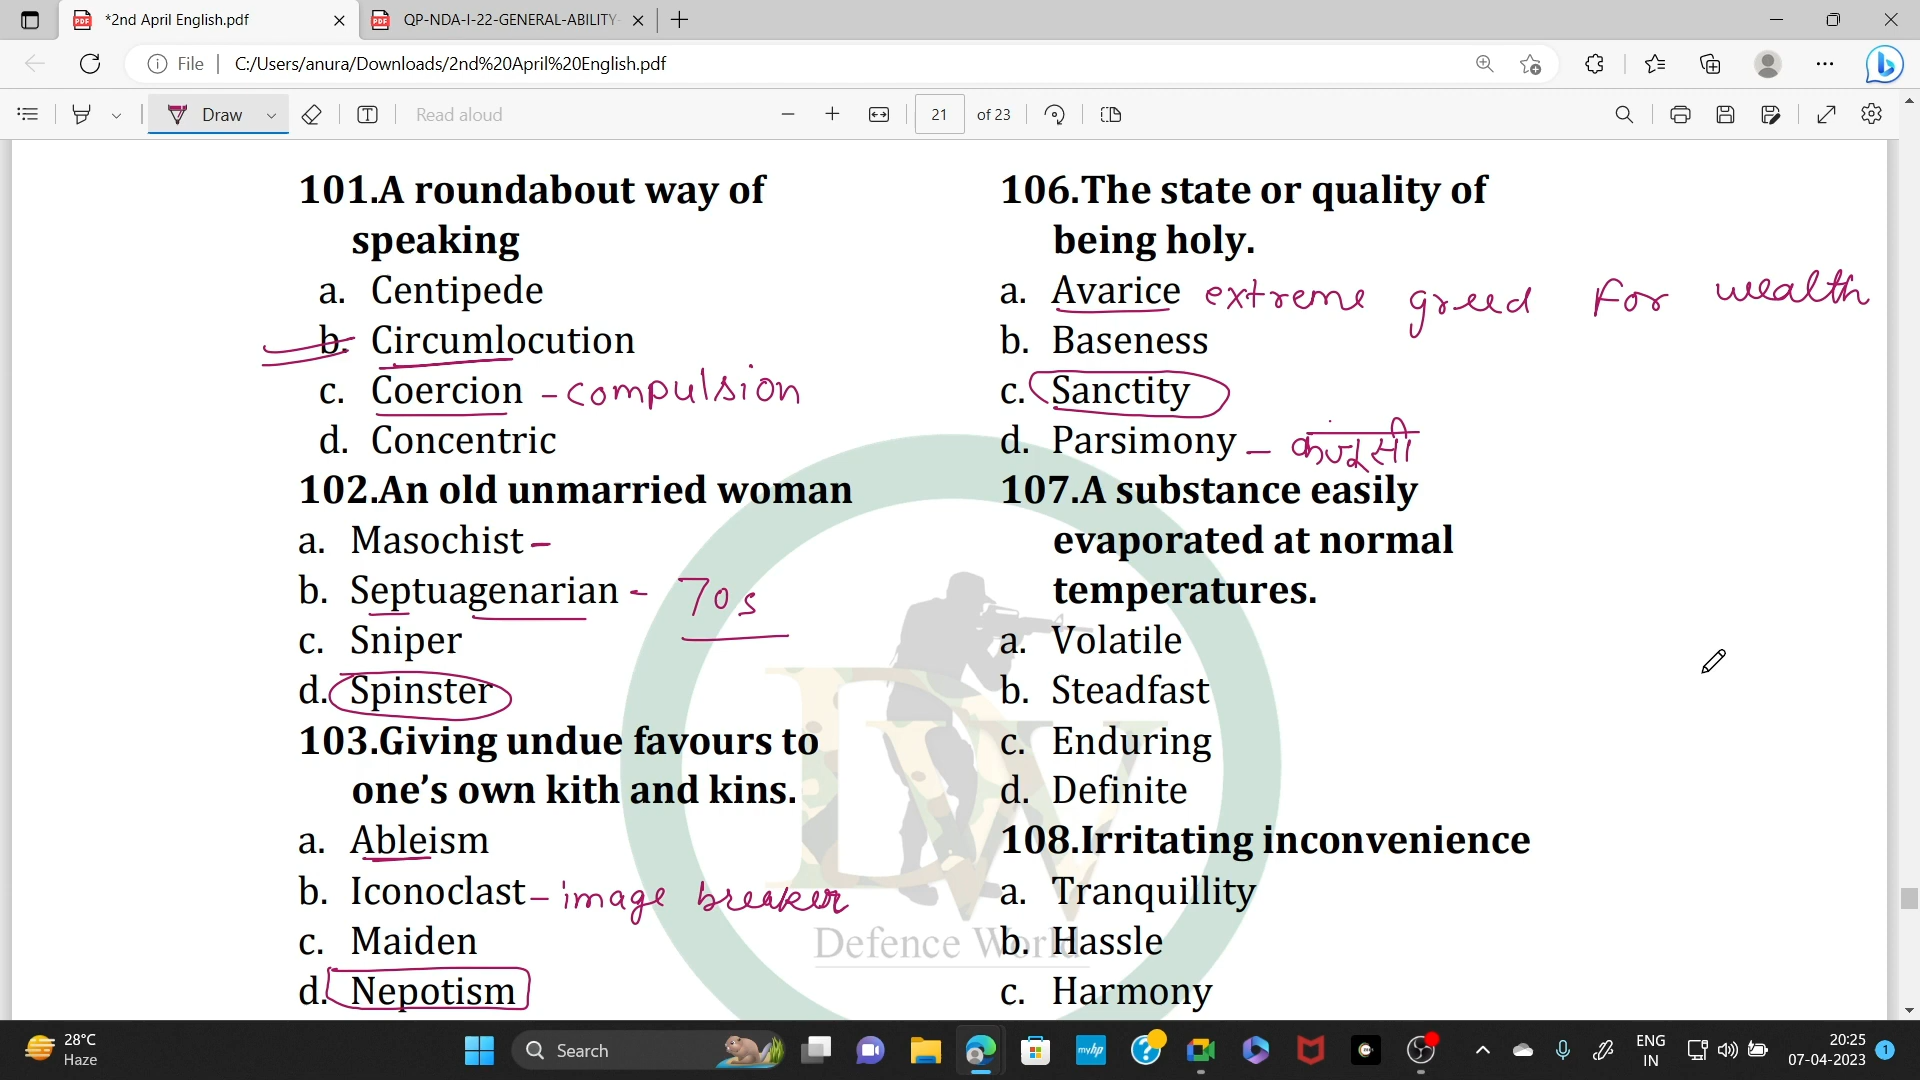 *2nd April English.pdf
QP-NDA-I-22-GENERAL-ABILITY-
File C:/Users/anura/Downloads/2nd%20April%20English.pdf
Draw Read aloud 21 of 23
101.A roundabout way of
speaking
a. Centipede
b. Circumlocution
c. Coercion - compulsion
d. Concentric
102.An old unmarried woman
a. Masochist -
b. Septuagenarian - 70s
c. Sniper
d. Spinster
103.Giving undue favours to
one’s own kith and kins.
a. Ableism
b. Iconoclast - image breaker
c. Maiden
d. Nepotism
106.The state or quality of
being holy.
a. Avarice extreme greed for wealth
b. Baseness
c. Sanctity
d. Parsimony - कंजूसी
107.A substance easily
evaporated at normal
temperatures.
a. Volatile
b. Steadfast
c. Enduring
d. Definite
108.Irritating inconvenience
a. Tranquillity
b. Hassle
c. Harmony
DW
Defence World
28°C
Haze
Search
myhp
ENG
IN
20:25
07-04-2023
1